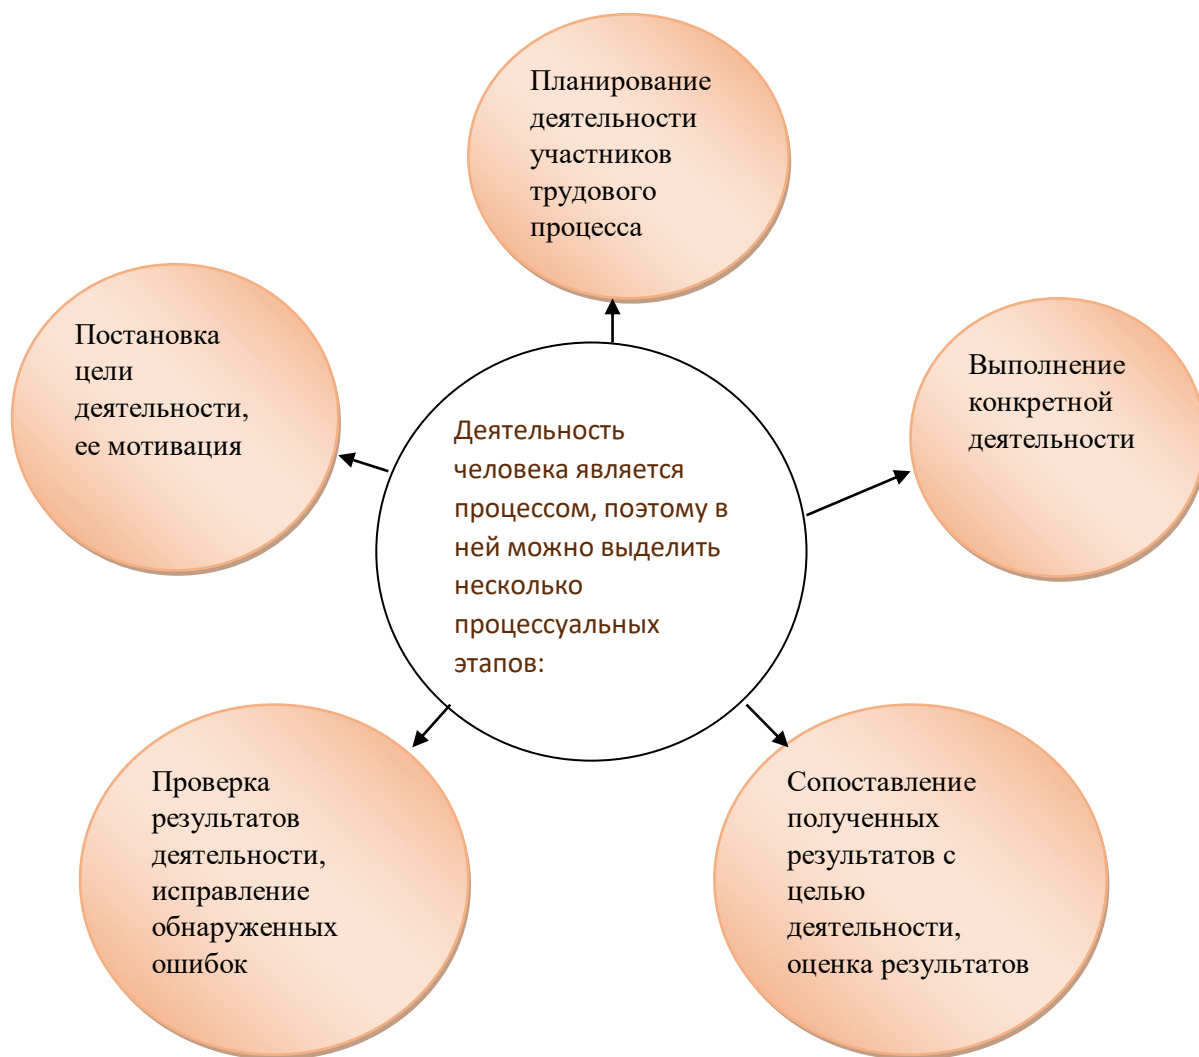 Планирование
деятельности
участников
трудового
процесса
Постановка
цели
деятельности,
ее мотивация
Выполнение
конкретной
деятельности
Деятельность
человека является
процессом, поэтому в
ней можно выделить
несколько
процессуальных
этапов:
Проверка
результатов
деятельности,
исправление
обнаруженных
ошибок
Сопоставление
полученных
результатов с
целью
деятельности,
оценка результатов